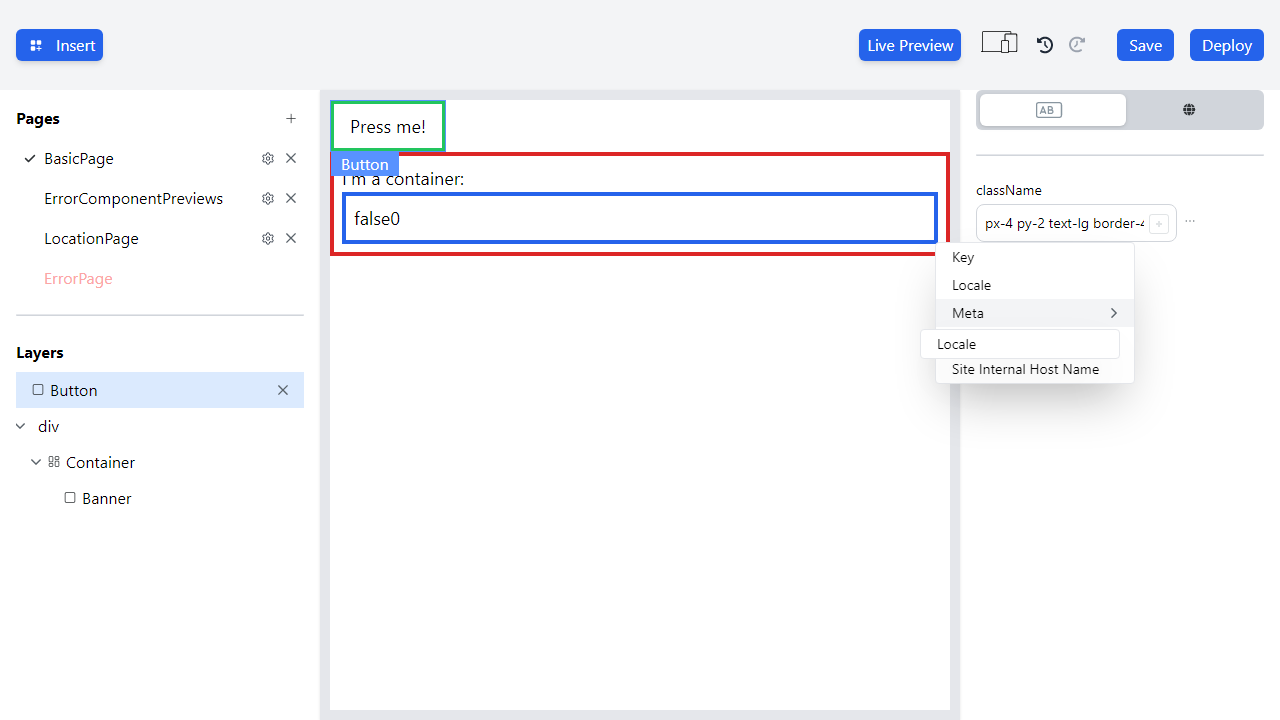 Insert
Live Preview
Save
Deploy
Pages
BasicPage
ErrorComponentPreviews
LocationPage
ErrorPage
Layers
Button
div
Container
Banner
Press me!
Button
I'm a container:
false0
AB
className
px-4 py-2 text-lg border-4
Key
Locale
Meta
Locale
Site Internal Host Name